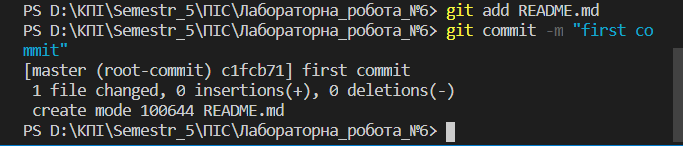 PS D:\КПІ\Semestr_5\ПІС\Лабораторна_робота_№6> git add README.md
PS D:\КПІ\Semestr_5\ПІС\Лабораторна_робота_№6> git commit -m "first co
mmit"
[master (root-commit) c1fcb71] first commit
 1 file changed, 0 insertions(+), 0 deletions(-)
 create mode 100644 README.md
PS D:\КПІ\Semestr_5\ПІС\Лабораторна_робота_№6>